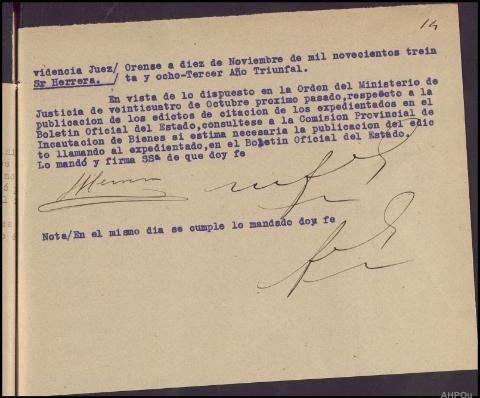 14
videncia Juez/ Orense a diez de Noviembre de mil novecientos trein
Sr Herrera. / ta y ocho-Tercer Año Triunfal.
En vista de lo dispuesto en la Orden del Ministerio de
Justicia de veinticuatro de Octubre proximo pasado, respecto a la
publicacion de los edictos de citacion de los expedientados en el
Boletin Oficial del Estado, consultese a la Comision Provincial de
Incautacion de Bienes si estima necesaria la publicacion del edic
to llamando al expedientado, en el Boletin Oficial del Estado.
Lo mandó y firma SSª de que doy fe
Nota/En el mismo dia se cumple lo mandado doy fe
AHPOu